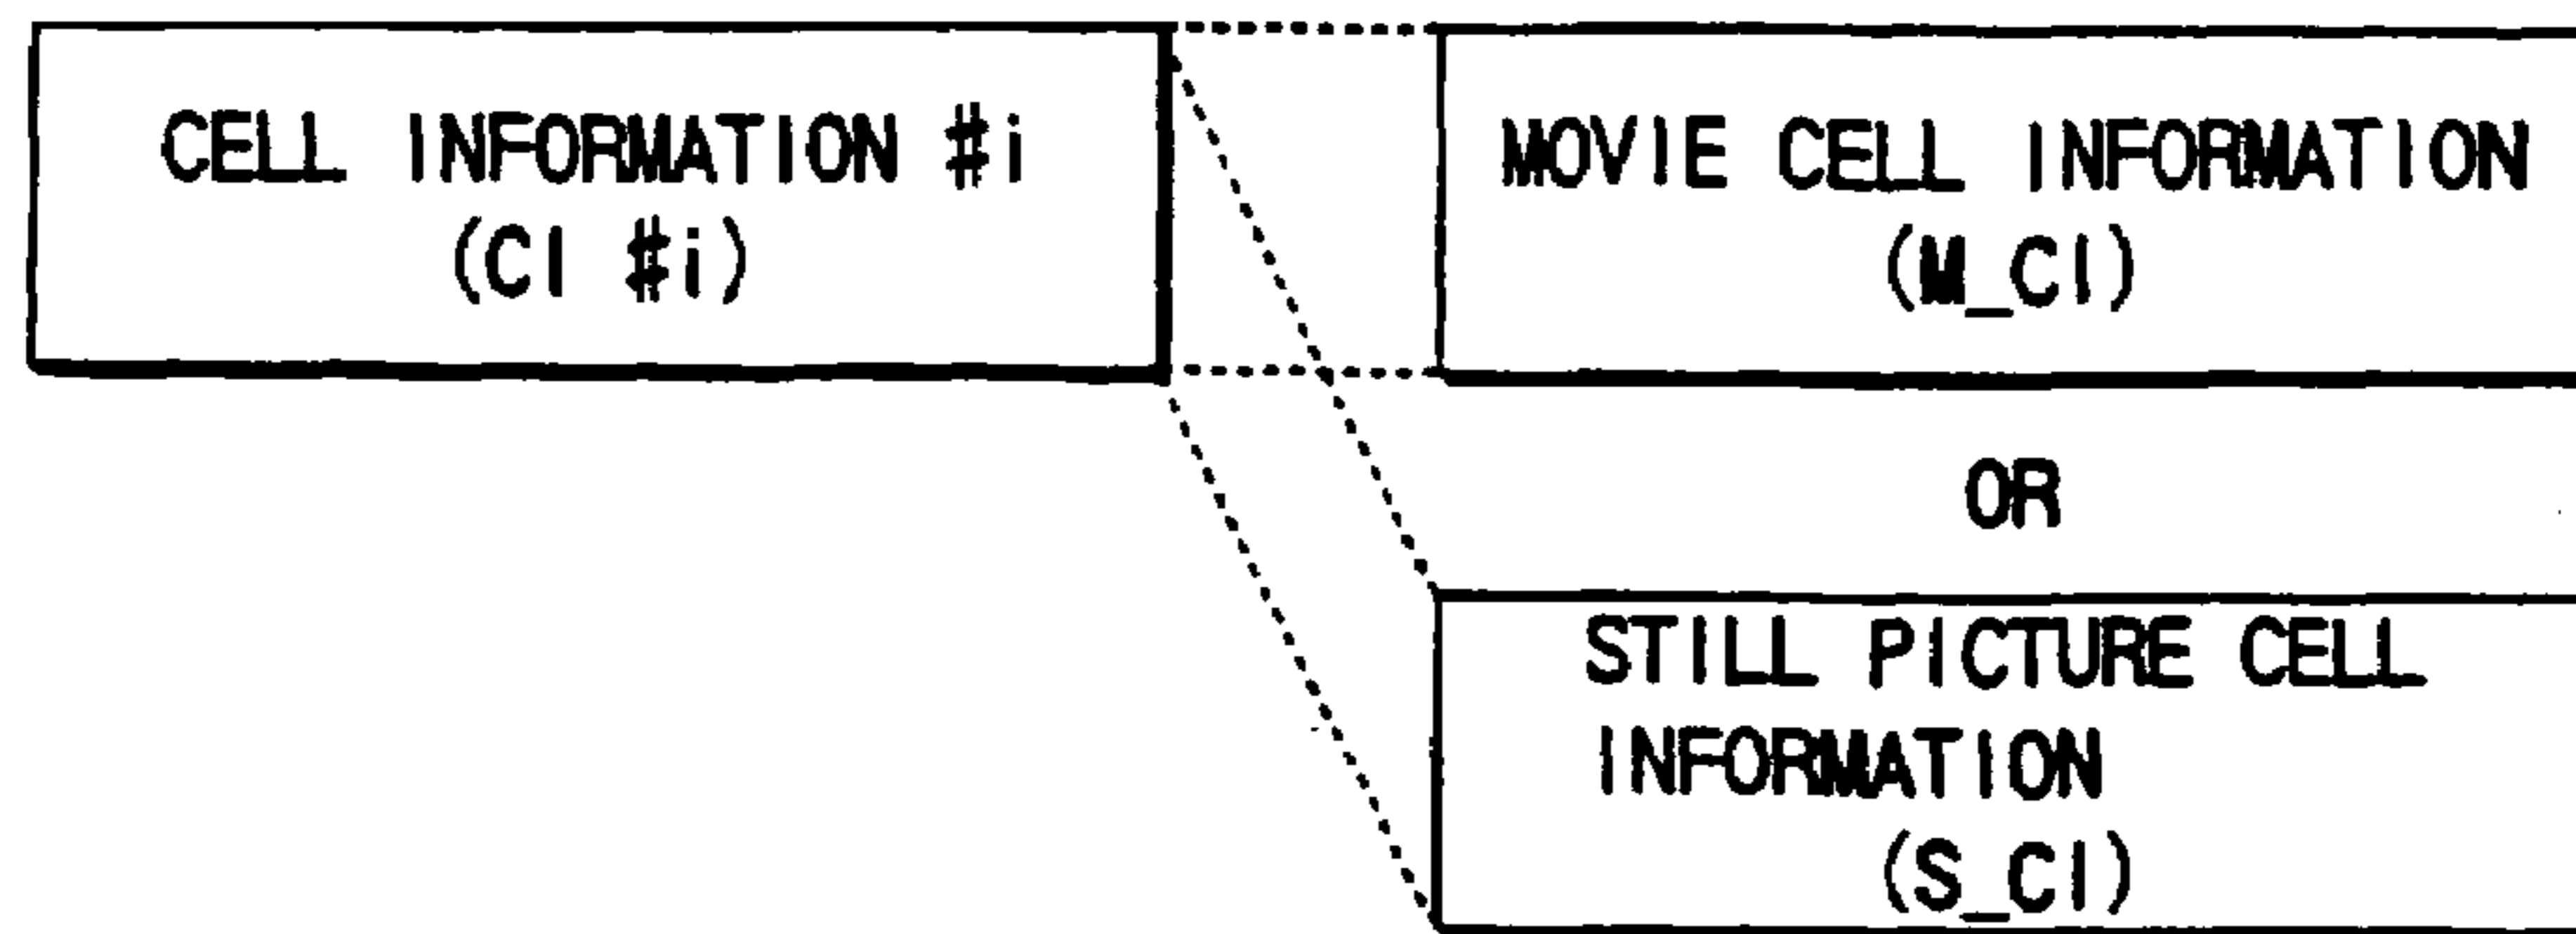 CELL INFORMATION #i
(CI #i)
MOVIE CELL INFORMATION
(M_CI)
OR
STILL PICTURE CELL
INFORMATION
(S_CI)